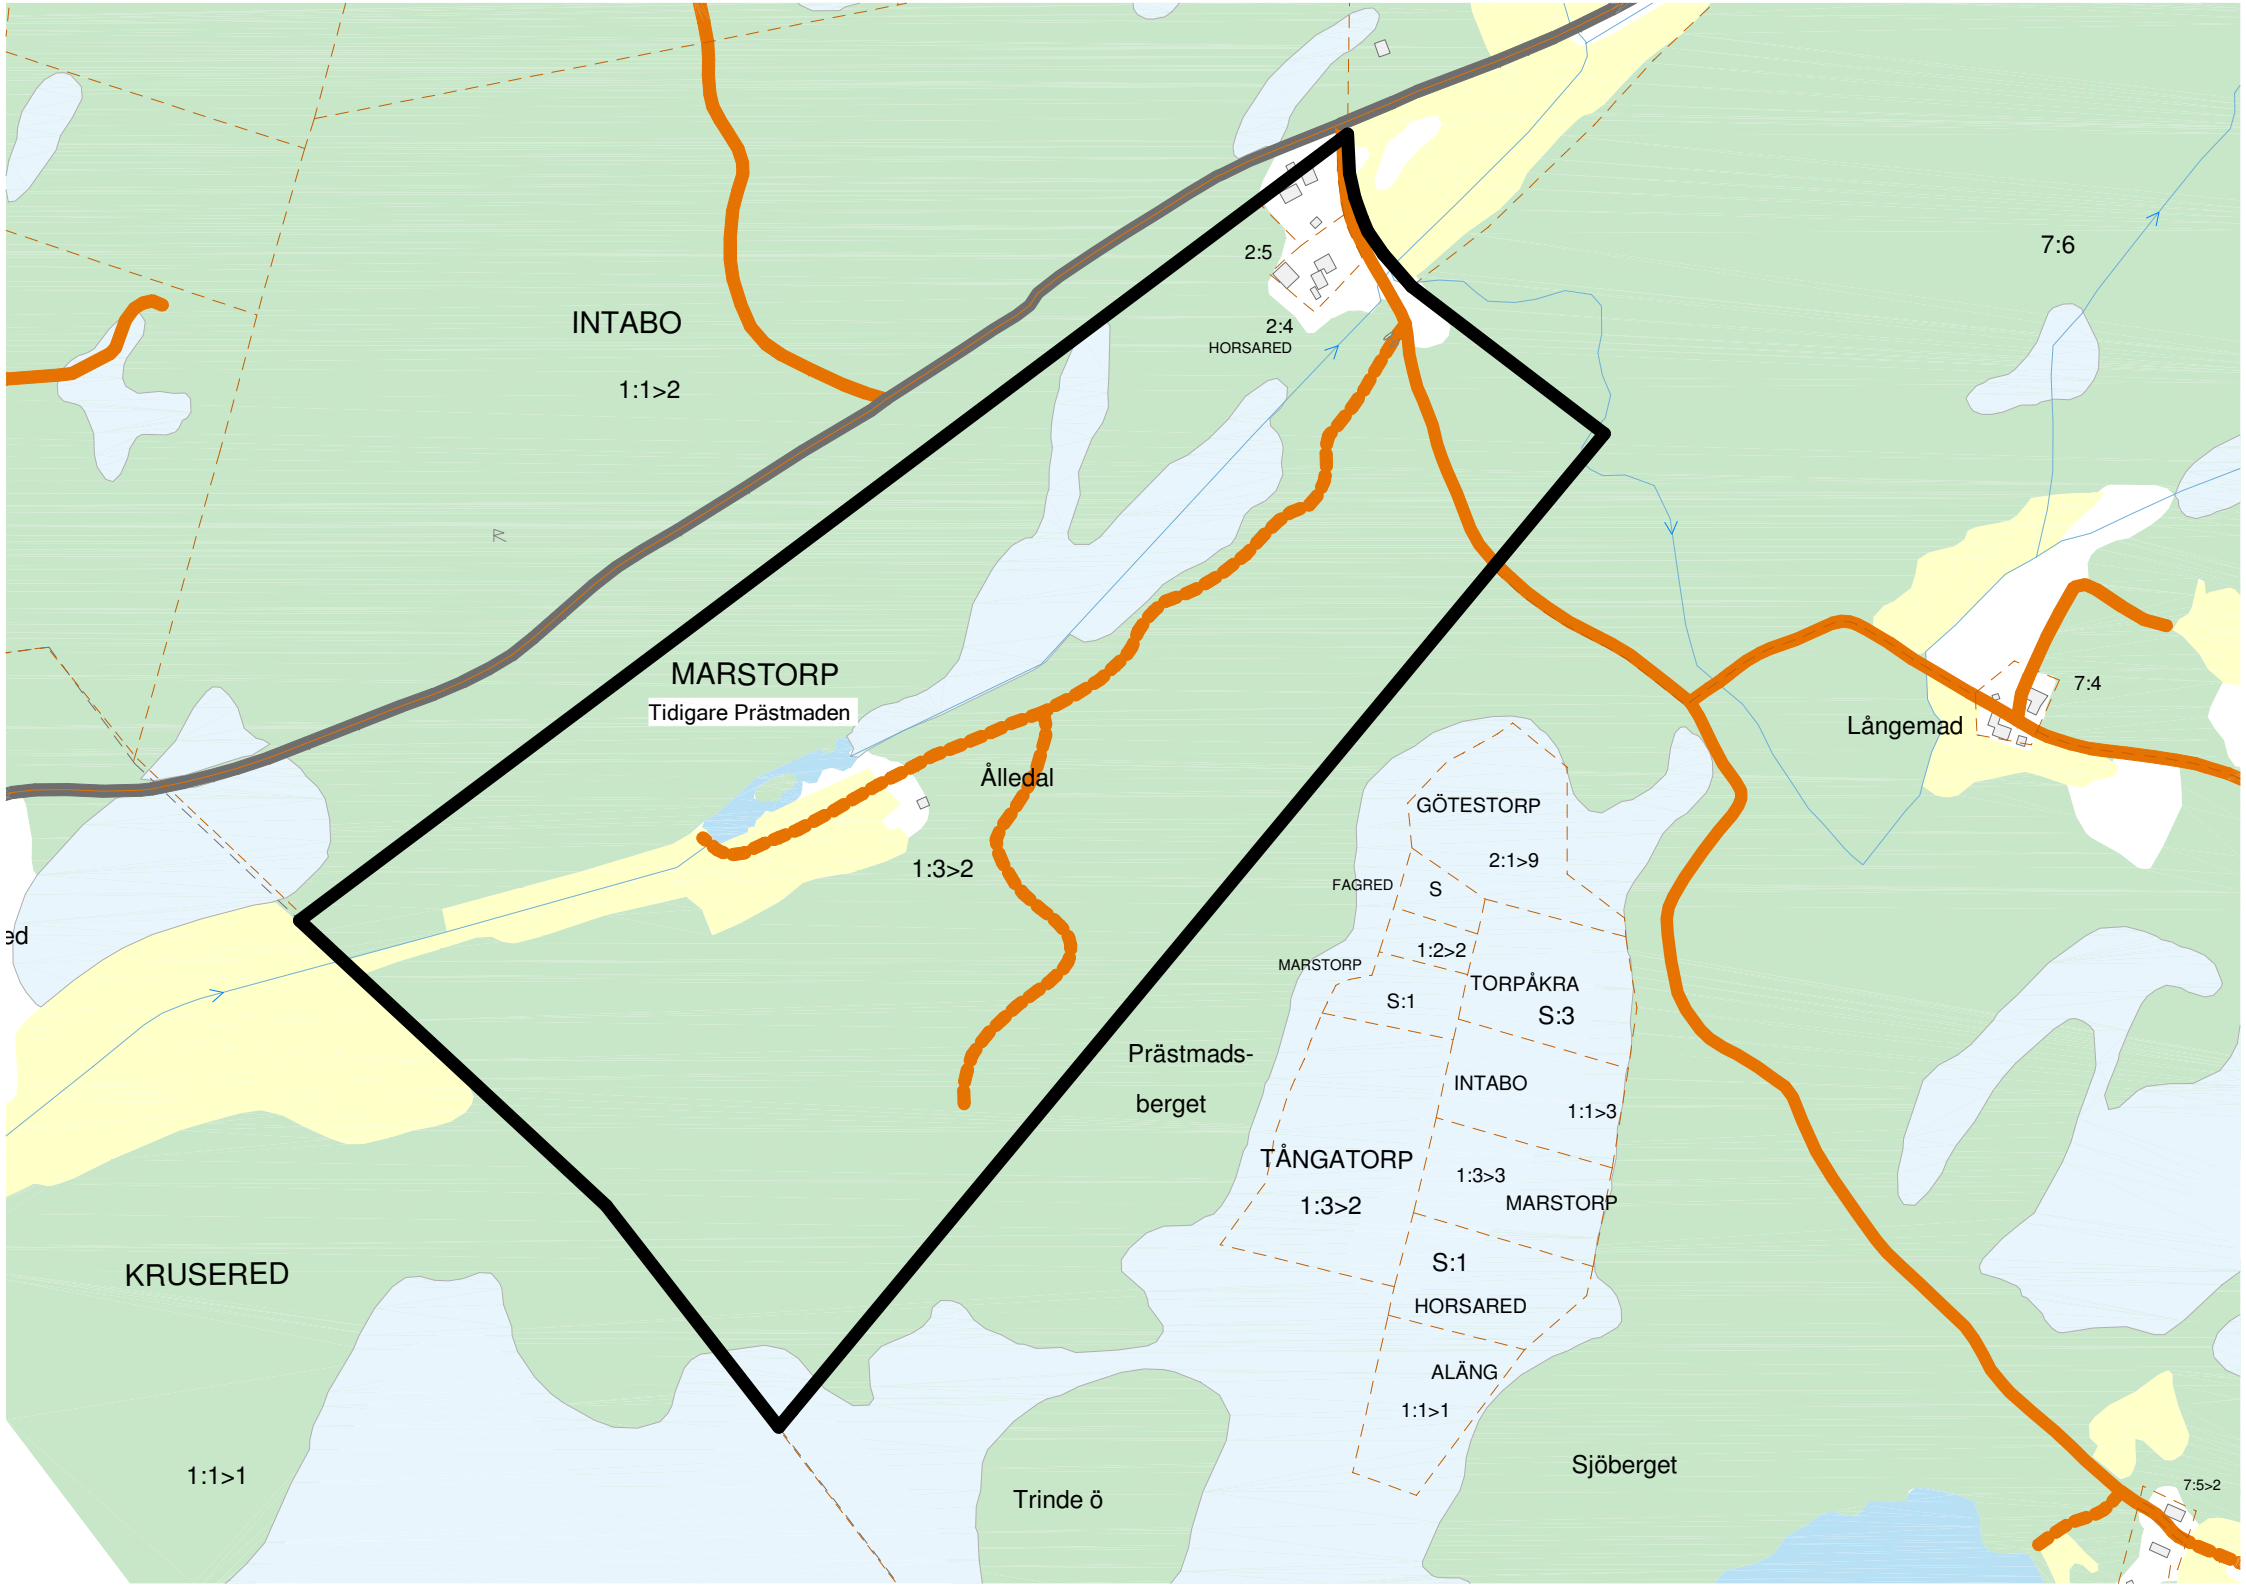 7:6
2:5
INTABO
2:4
HORSARED
1:1>2
R
MARSTORP
Tidigare Prästmaden
7:4
Långemad
Ålledal
GÖTESTORP
2:1>9
1:3>2
FAGRED
S
ed
1:2>2
MARSTORP
TORPÅKRA
S:1
S:3
Prästmads-
berget
INTABO
1:1>3
TÅNGATORP
1:3>2
1:3>3
MARSTORP
S:1
KRUSERED
HORSARED
ALÄNG
1:1>1
Sjöberget
1:1>1
7:5>2
Trinde ö